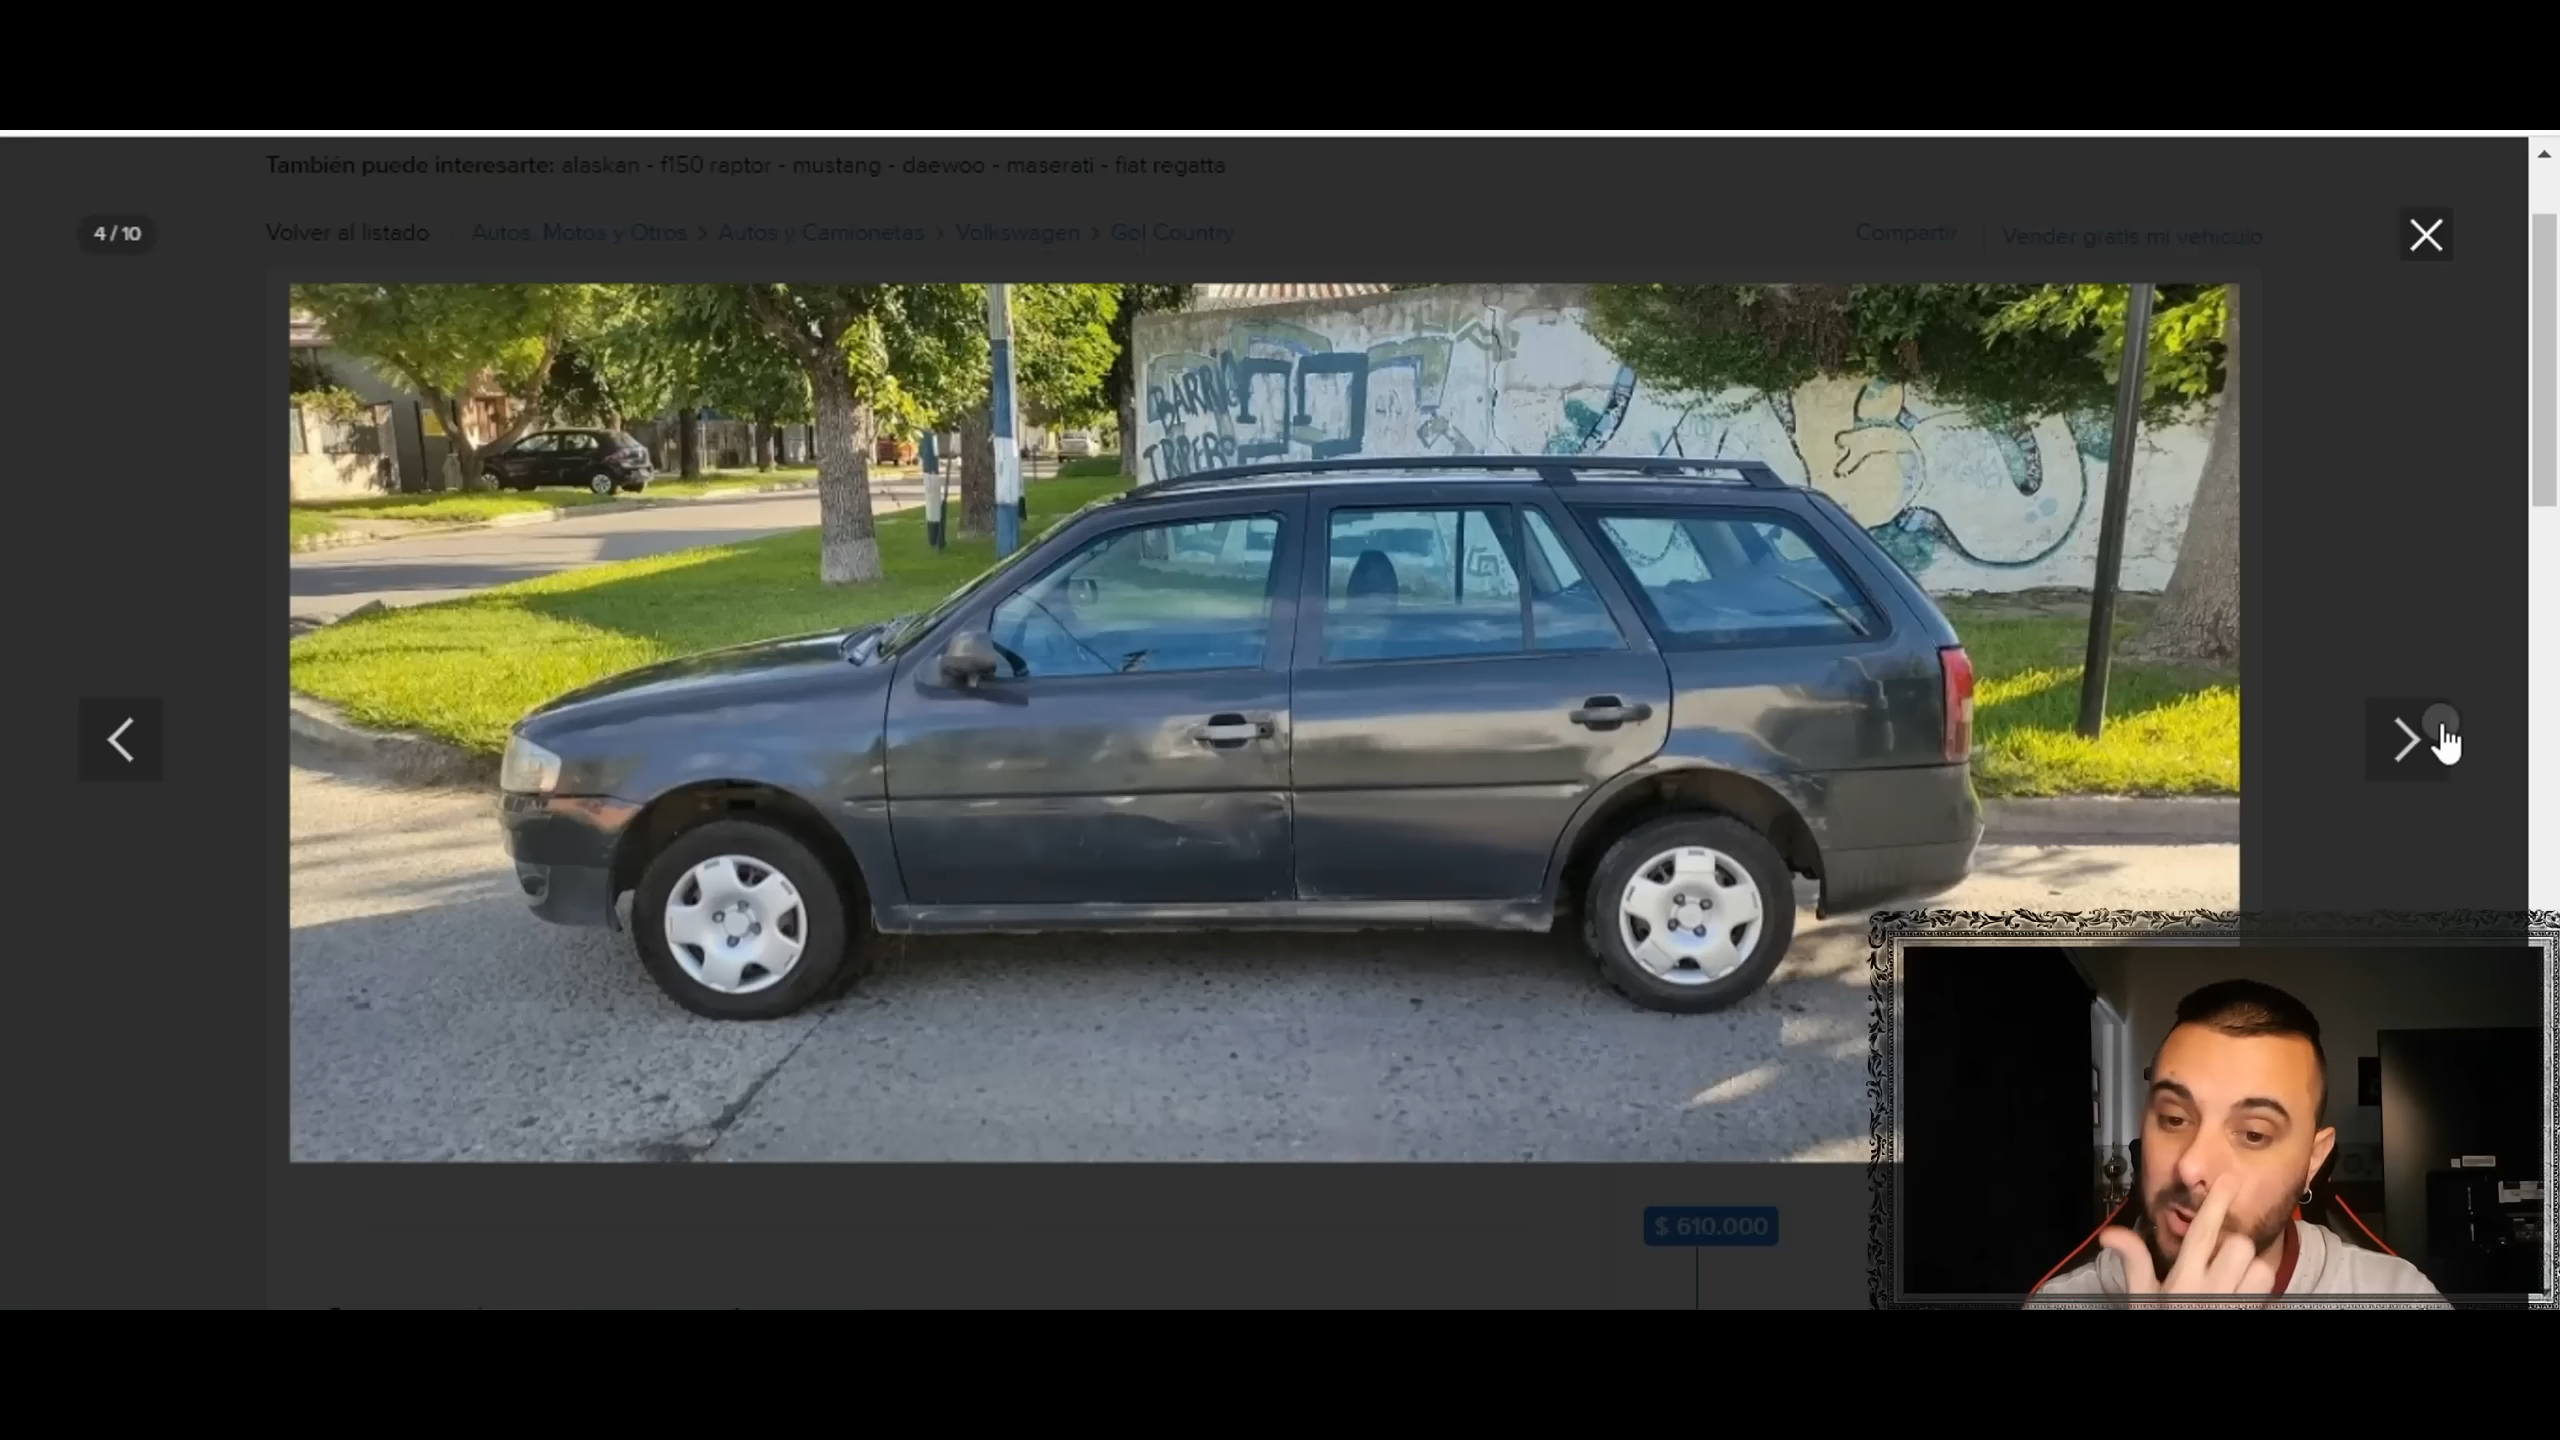 También puede interesarte: alaskan - f150 raptor - mustang - daewoo - maserati - fiat regatta
4 / 10
Volver al listado
Autos, Motos y Otros > Autos y Camionetas > Volkswagen > Gol Country
Compartir
Vender gratis mi vehículo
BARRIO
$ 610.000